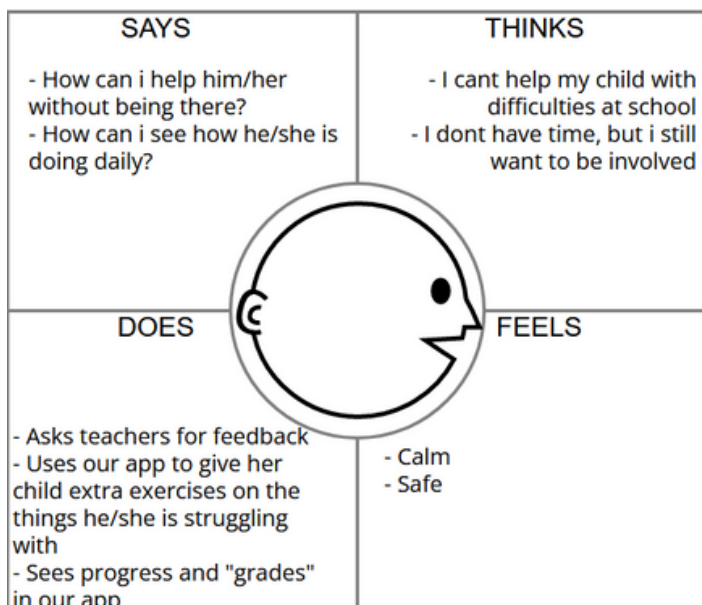 SAYS
- How can i help him/her
without being there?
- How can i see how he/she is
doing daily?
THINKS
- I cant help my child with
difficulties at school
- I dont have time, but i still
want to be involved
DOES
- Asks teachers for feedback
- Uses our app to give her
child extra exercises on the
things he/she is struggling
with
- Sees progress and "grades"
in our app
FEELS
- Calm
- Safe